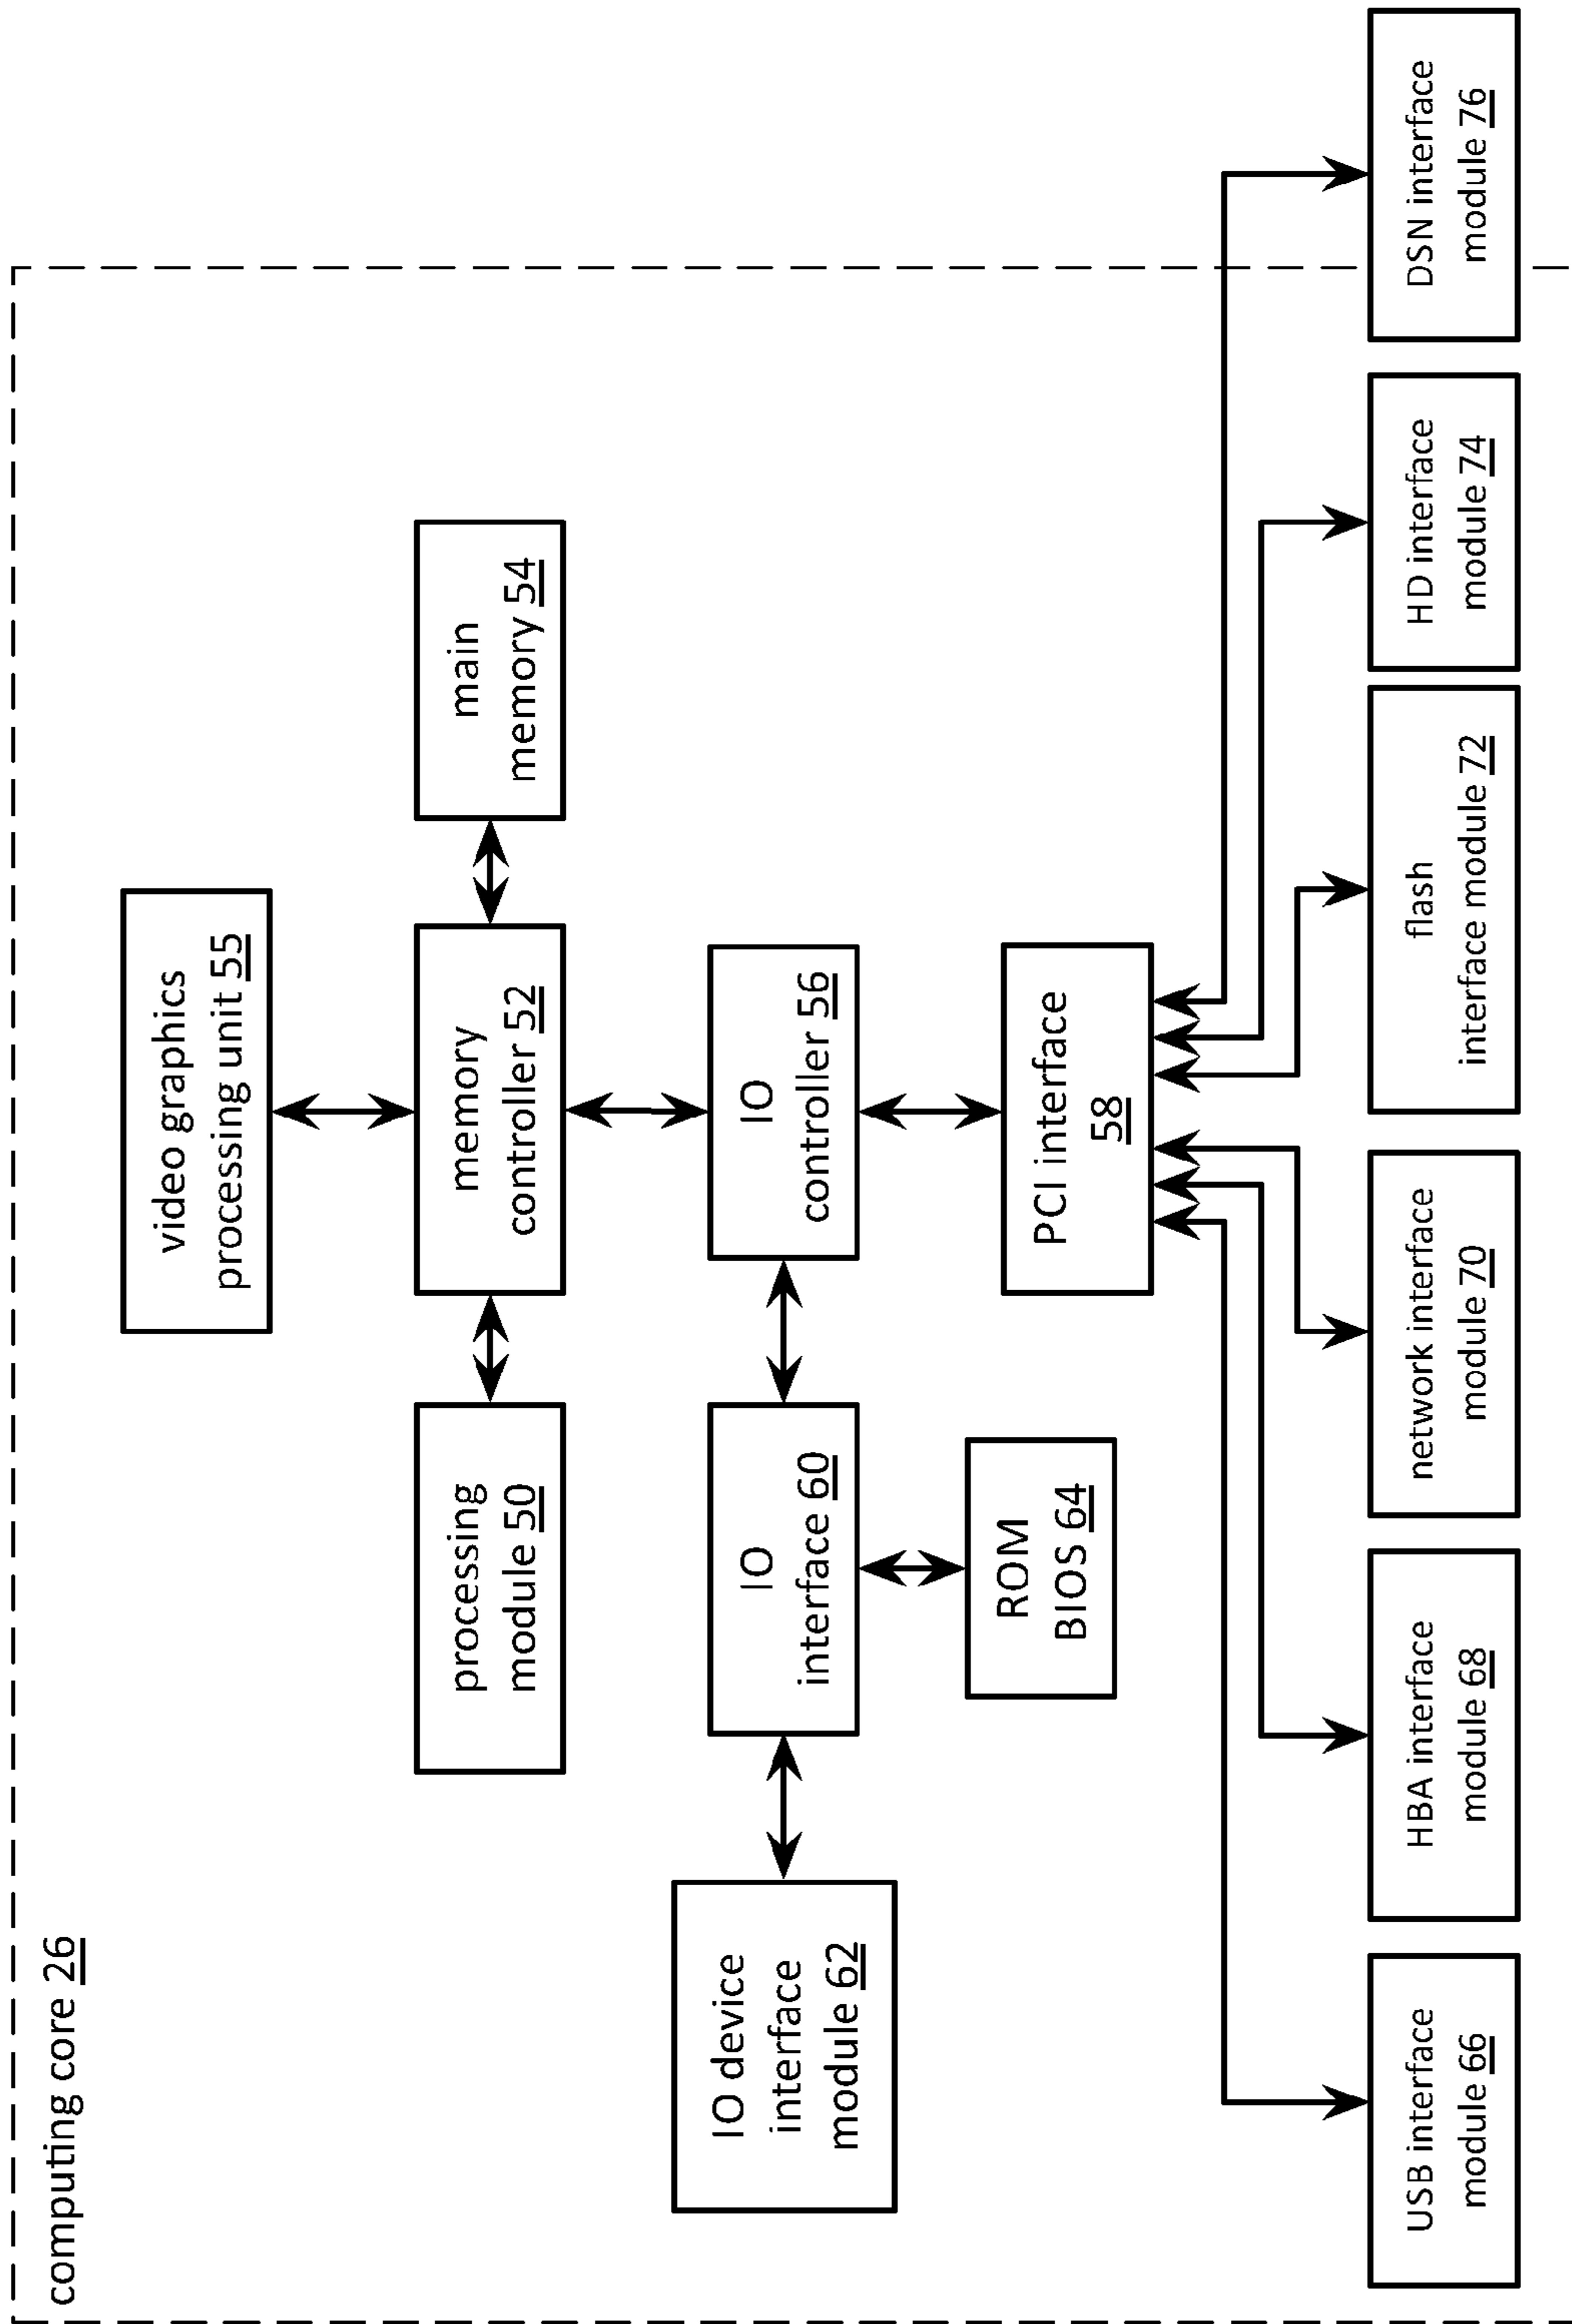 computing core 26
video graphics
processing unit 55
processing
module 50
memory
controller 52
main
memory 54
IO device
interface
module 62
IO
interface 60
IO
controller 56
ROM
BIOS 64
PCI interface
58
USB interface
module 66
HBA interface
module 68
network interface
module 70
flash
interface module 72
HD interface
module 74
DSN interface
module 76